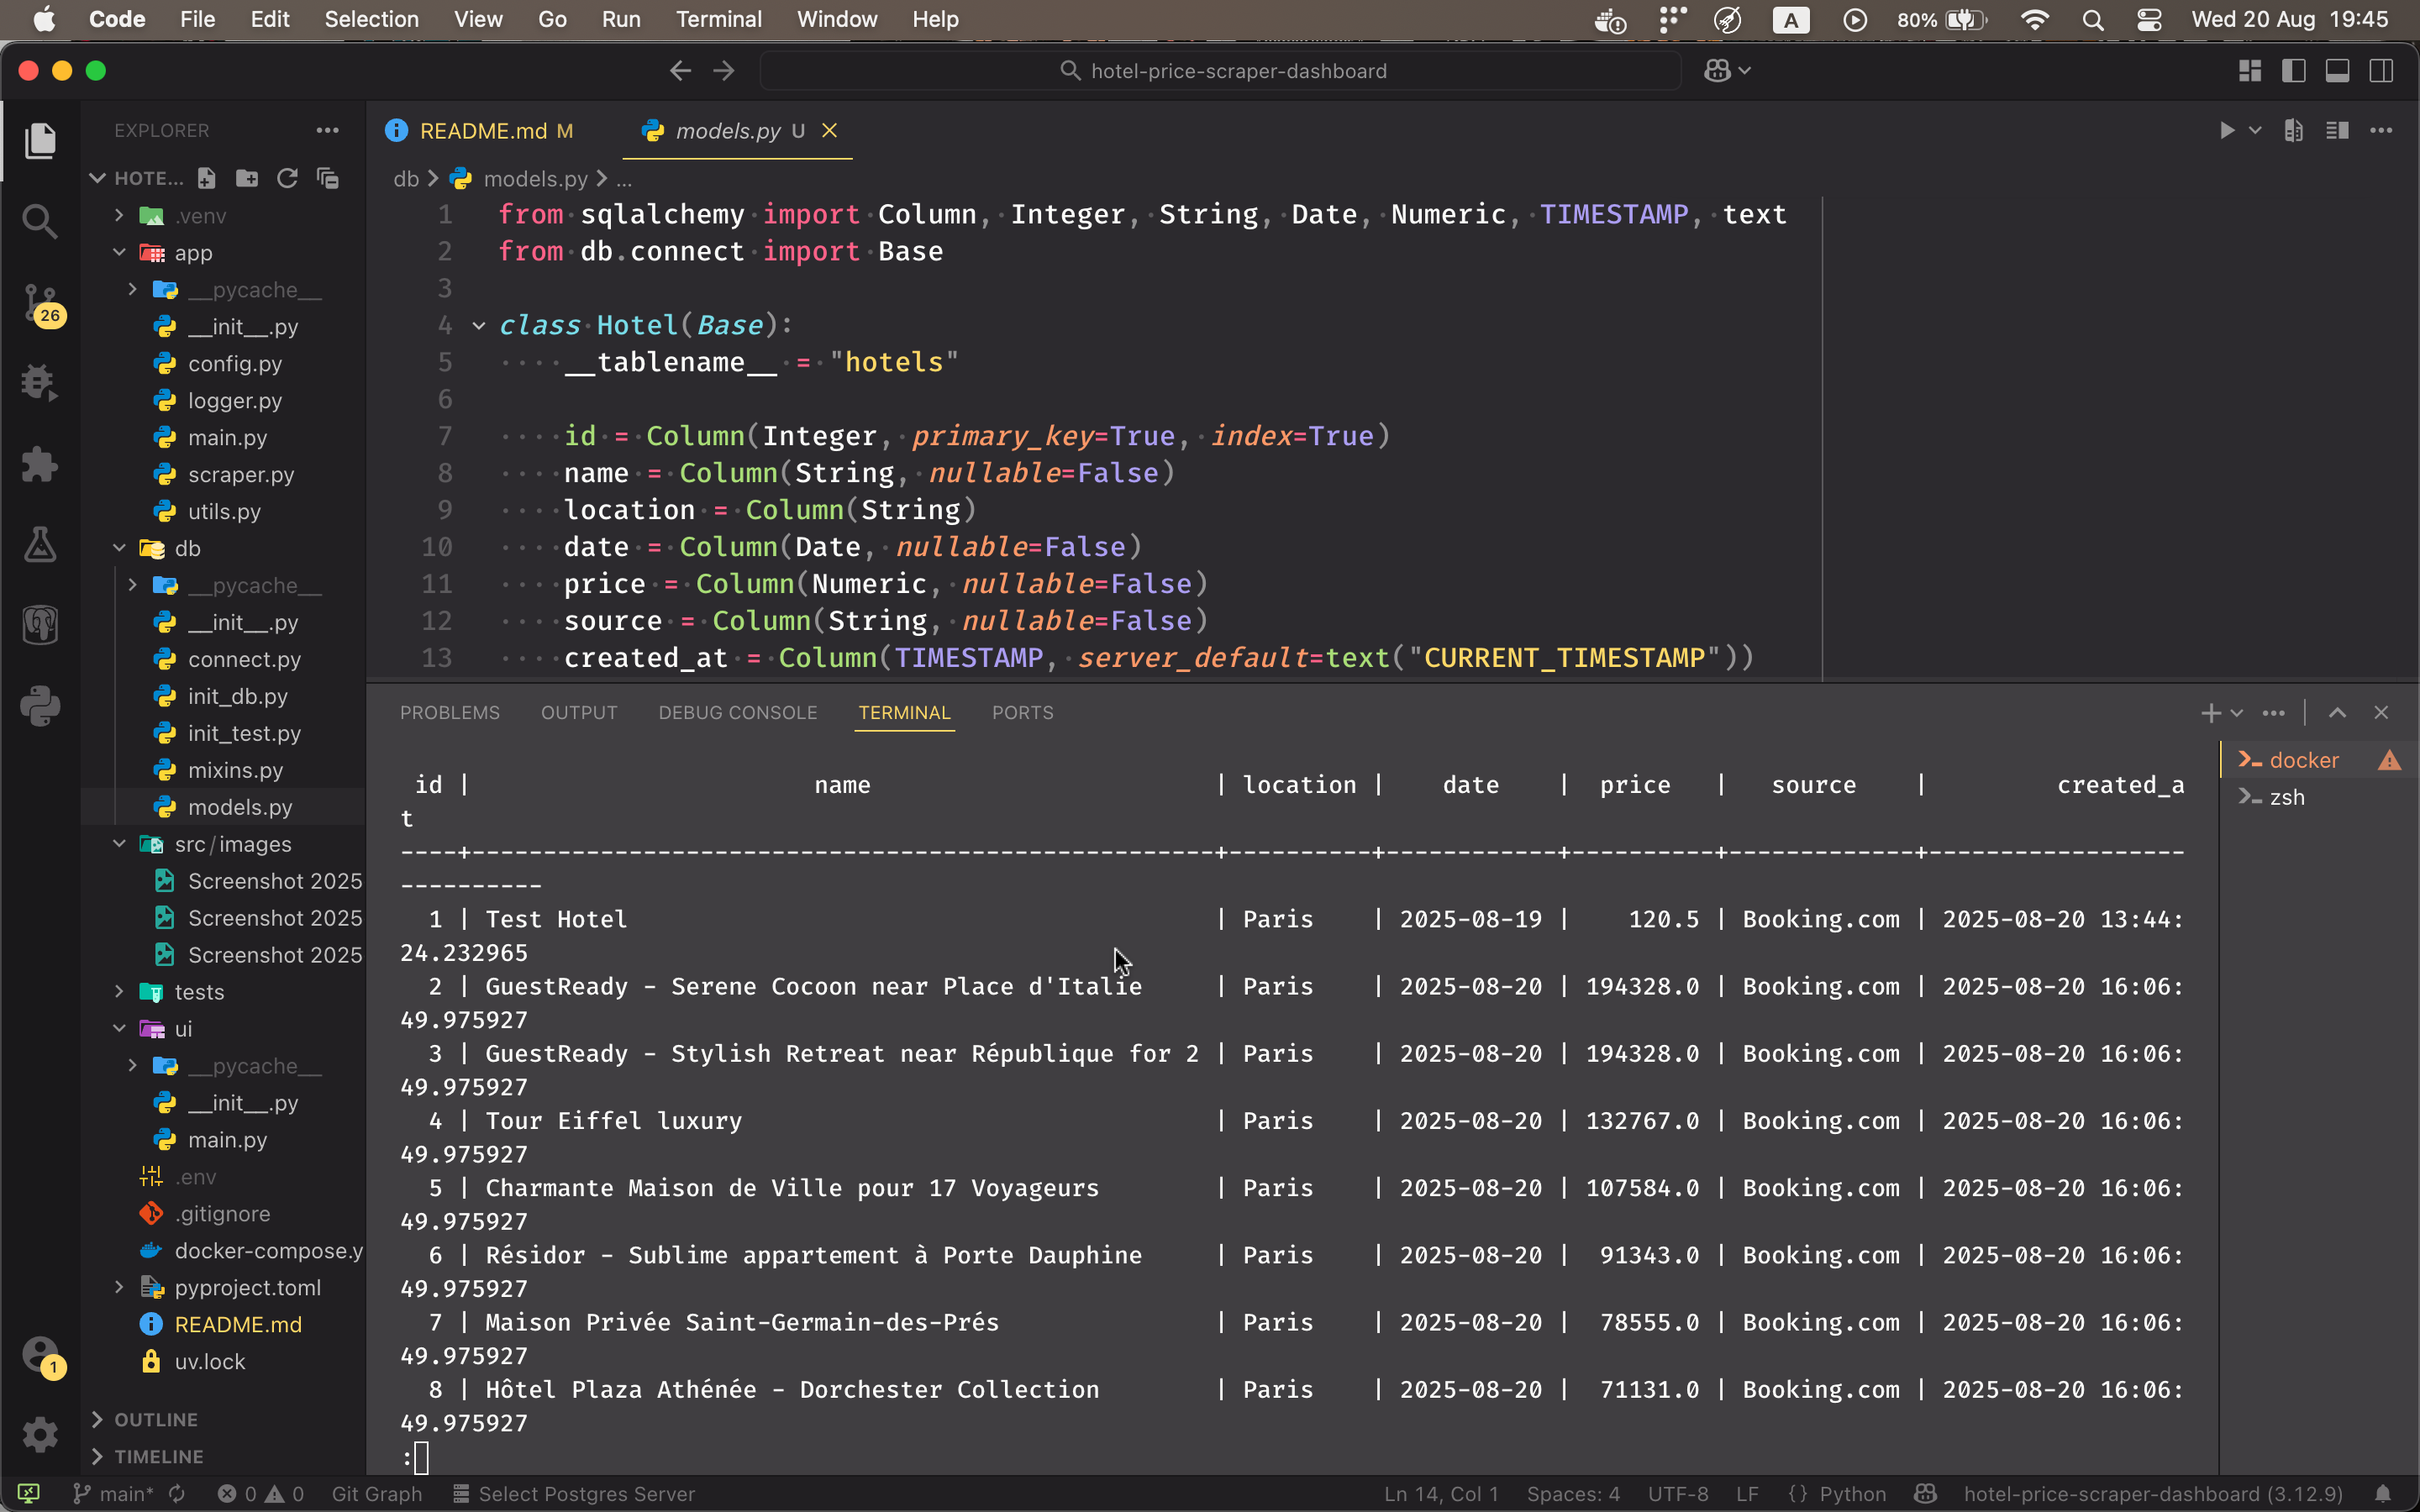 Code File Edit Selection View Go Run Terminal Window Help A 80% Wed 20 Aug 19:45
hotel-price-scraper-dashboard
EXPLORER
HOTE...
.venv
app
__pycache__
__init__.py
config.py
logger.py
main.py
scraper.py
utils.py
db
__pycache__
__init__.py
connect.py
init_db.py
init_test.py
mixins.py
models.py
src/images
Screenshot 2025
Screenshot 2025
Screenshot 2025
tests
ui
__pycache__
__init__.py
main.py
.env
.gitignore
docker-compose.y
pyproject.toml
README.md
uv.lock
OUTLINE
TIMELINE
26
1
README.md M models.py U
db > models.py > ...
1 from sqlalchemy import Column, Integer, String, Date, Numeric, TIMESTAMP, text
2 from db.connect import Base
3
4 class Hotel(Base):
5 __tablename__ = "hotels"
6
7 id = Column(Integer, primary_key=True, index=True)
8 name = Column(String, nullable=False)
9 location = Column(String)
10 date = Column(Date, nullable=False)
11 price = Column(Numeric, nullable=False)
12 source = Column(String, nullable=False)
13 created_at = Column(TIMESTAMP, server_default=text("CURRENT_TIMESTAMP"))
PROBLEMS OUTPUT DEBUG CONSOLE TERMINAL PORTS
id | name | location | date | price | source | created_a
t
----+-----------------------------------------------------+----------+------------+----------+-------------+------------------
----------
1 | Test Hotel | Paris | 2025-08-19 | 120.5 | Booking.com | 2025-08-20 13:44:
24.232965
2 | GuestReady - Serene Cocoon near Place d'Italie | Paris | 2025-08-20 | 194328.0 | Booking.com | 2025-08-20 16:06:
49.975927
3 | GuestReady - Stylish Retreat near République for 2 | Paris | 2025-08-20 | 194328.0 | Booking.com | 2025-08-20 16:06:
49.975927
4 | Tour Eiffel luxury | Paris | 2025-08-20 | 132767.0 | Booking.com | 2025-08-20 16:06:
49.975927
5 | Charmante Maison de Ville pour 17 Voyageurs | Paris | 2025-08-20 | 107584.0 | Booking.com | 2025-08-20 16:06:
49.975927
6 | Résidor - Sublime appartement à Porte Dauphine | Paris | 2025-08-20 | 91343.0 | Booking.com | 2025-08-20 16:06:
49.975927
7 | Maison Privée Saint-Germain-des-Prés | Paris | 2025-08-20 | 78555.0 | Booking.com | 2025-08-20 16:06:
49.975927
8 | Hôtel Plaza Athénée - Dorchester Collection | Paris | 2025-08-20 | 71131.0 | Booking.com | 2025-08-20 16:06:
49.975927
:
docker
zsh
main* 0 0 Git Graph Select Postgres Server Ln 14, Col 1 Spaces: 4 UTF-8 LF {} Python hotel-price-scraper-dashboard (3.12.9)